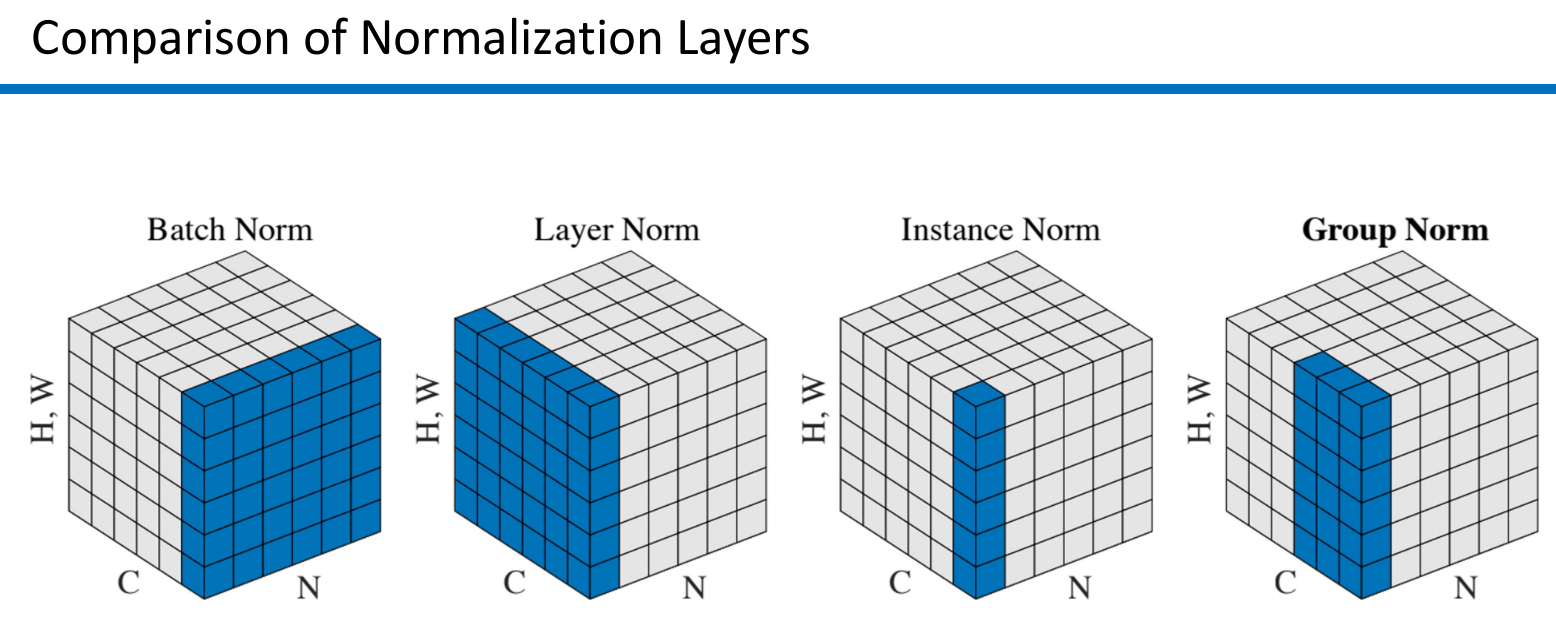 Comparison of Normalization Layers
Batch Norm
Layer Norm
Instance Norm
Group Norm
H, W
C
N
H, W
C
N
H, W
C
N
H, W
C
N